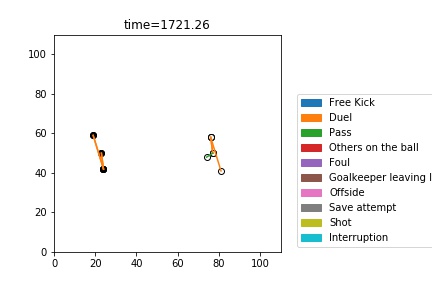 time=1721.26
100
80
60
40
20
0
0 20 40 60 80 100
Free Kick
Duel
Pass
Others on the ball
Foul
Goalkeeper leaving l
Offside
Save attempt
Shot
Interruption